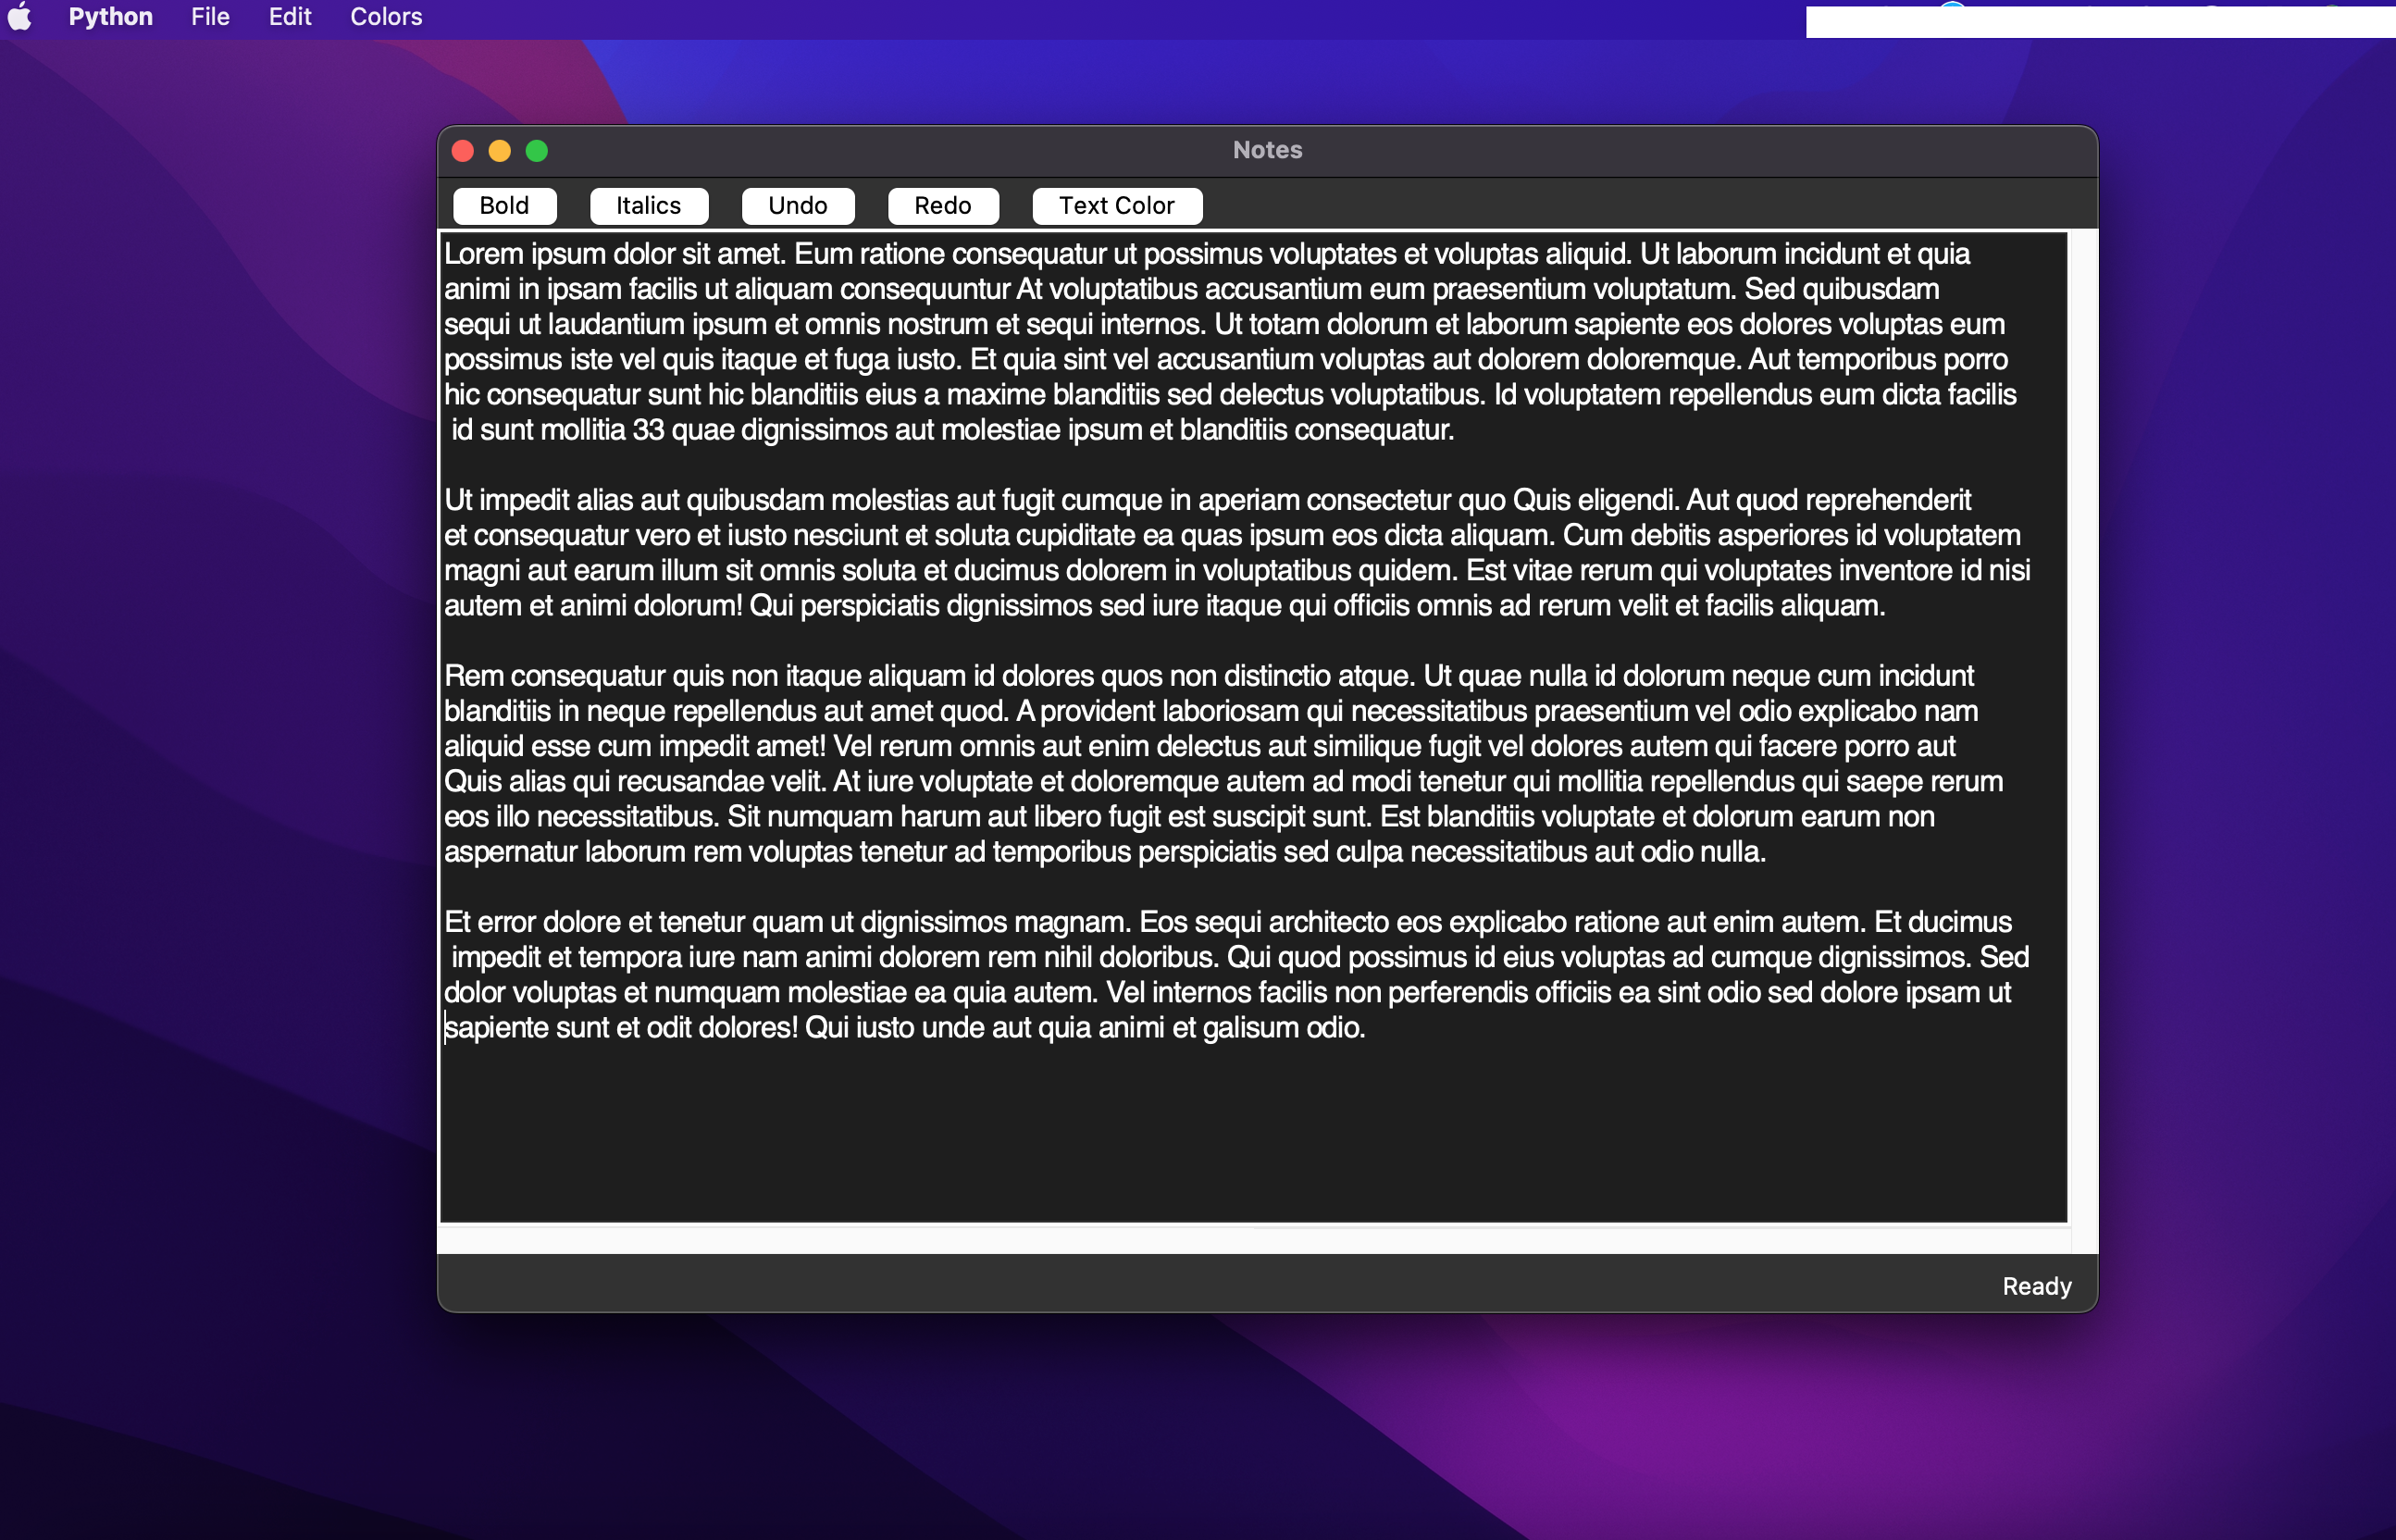 Python File Edit Colors
Notes
Bold Italics Undo Redo Text Color
Lorem ipsum dolor sit amet. Eum ratione consequatur ut possimus voluptates et voluptas aliquid. Ut laborum incidunt et quia
animi in ipsam facilis ut aliquam consequuntur At voluptatibus accusantium eum praesentium voluptatum. Sed quibusdam
sequi ut laudantium ipsum et omnis nostrum et sequi internos. Ut totam dolorum et laborum sapiente eos dolores voluptas eum
possimus iste vel quis itaque et fuga iusto. Et quia sint vel accusantium voluptas aut dolorem doloremque. Aut temporibus porro
hic consequatur sunt hic blanditiis eius a maxime blanditiis sed delectus voluptatibus. Id voluptatem repellendus eum dicta facilis
id sunt mollitia 33 quae dignissimos aut molestiae ipsum et blanditiis consequatur.
Ut impedit alias aut quibusdam molestias aut fugit cumque in aperiam consectetur quo Quis eligendi. Aut quod reprehenderit
et consequatur vero et iusto nesciunt et soluta cupiditate ea quas ipsum eos dicta aliquam. Cum debitis asperiores id voluptatem
magni aut earum illum sit omnis soluta et ducimus dolorem in voluptatibus quidem. Est vitae rerum qui voluptates inventore id nisi
autem et animi dolorum! Qui perspiciatis dignissimos sed iure itaque qui officiis omnis ad rerum velit et facilis aliquam.
Rem consequatur quis non itaque aliquam id dolores quos non distinctio atque. Ut quae nulla id dolorum neque cum incidunt
blanditiis in neque repellendus aut amet quod. A provident laboriosam qui necessitatibus praesentium vel odio explicabo nam
aliquid esse cum impedit amet! Vel rerum omnis aut enim delectus aut similique fugit vel dolores autem qui facere porro aut
Quis alias qui recusandae velit. At iure voluptate et doloremque autem ad modi tenetur qui mollitia repellendus qui saepe rerum
eos illo necessitatibus. Sit numquam harum aut libero fugit est suscipit sunt. Est blanditiis voluptate et dolorum earum non
aspernatur laborum rem voluptas tenetur ad temporibus perspiciatis sed culpa necessitatibus aut odio nulla.
Et error dolore et tenetur quam ut dignissimos magnam. Eos sequi architecto eos explicabo ratione aut enim autem. Et ducimus
impedit et tempora iure nam animi dolorem rem nihil doloribus. Qui quod possimus id eius voluptas ad cumque dignissimos. Sed
dolor voluptas et numquam molestiae ea quia autem. Vel internos facilis non perferendis officiis ea sint odio sed dolore ipsam ut
sapiente sunt et odit dolores! Qui iusto unde aut quia animi et galisum odio.
Ready